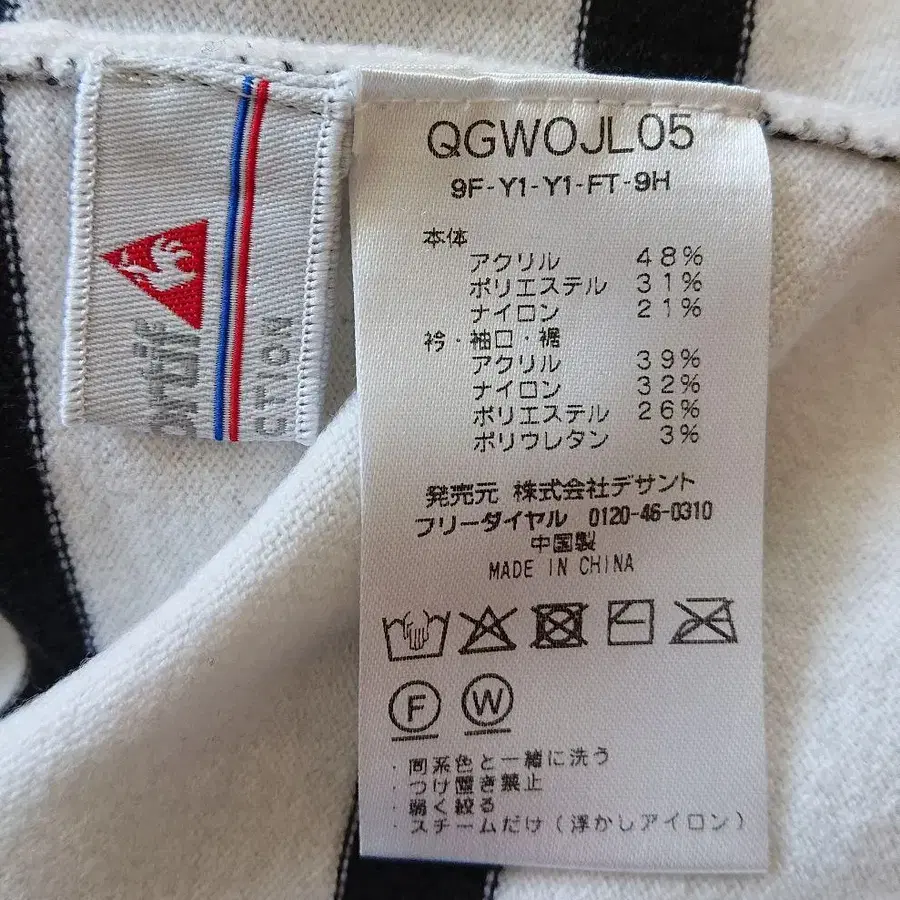 QGWOJL05
9F-Y1-Y1-FT-9H
本体
アクリル 48%
ポリエステル 31%
ナイロン 21%
衿・袖口・裾
アクリル 39%
ナイロン 32%
ポリエステル 26%
ポリウレタン 3%
発売元 株式会社デサント
フリーダイヤル 0120-46-0310
中国製
MADE IN CHINA
F W
・同系色と一緒に洗う
・つけ置き禁止
・弱く絞る
・スチームだけ(浮かしアイロン)